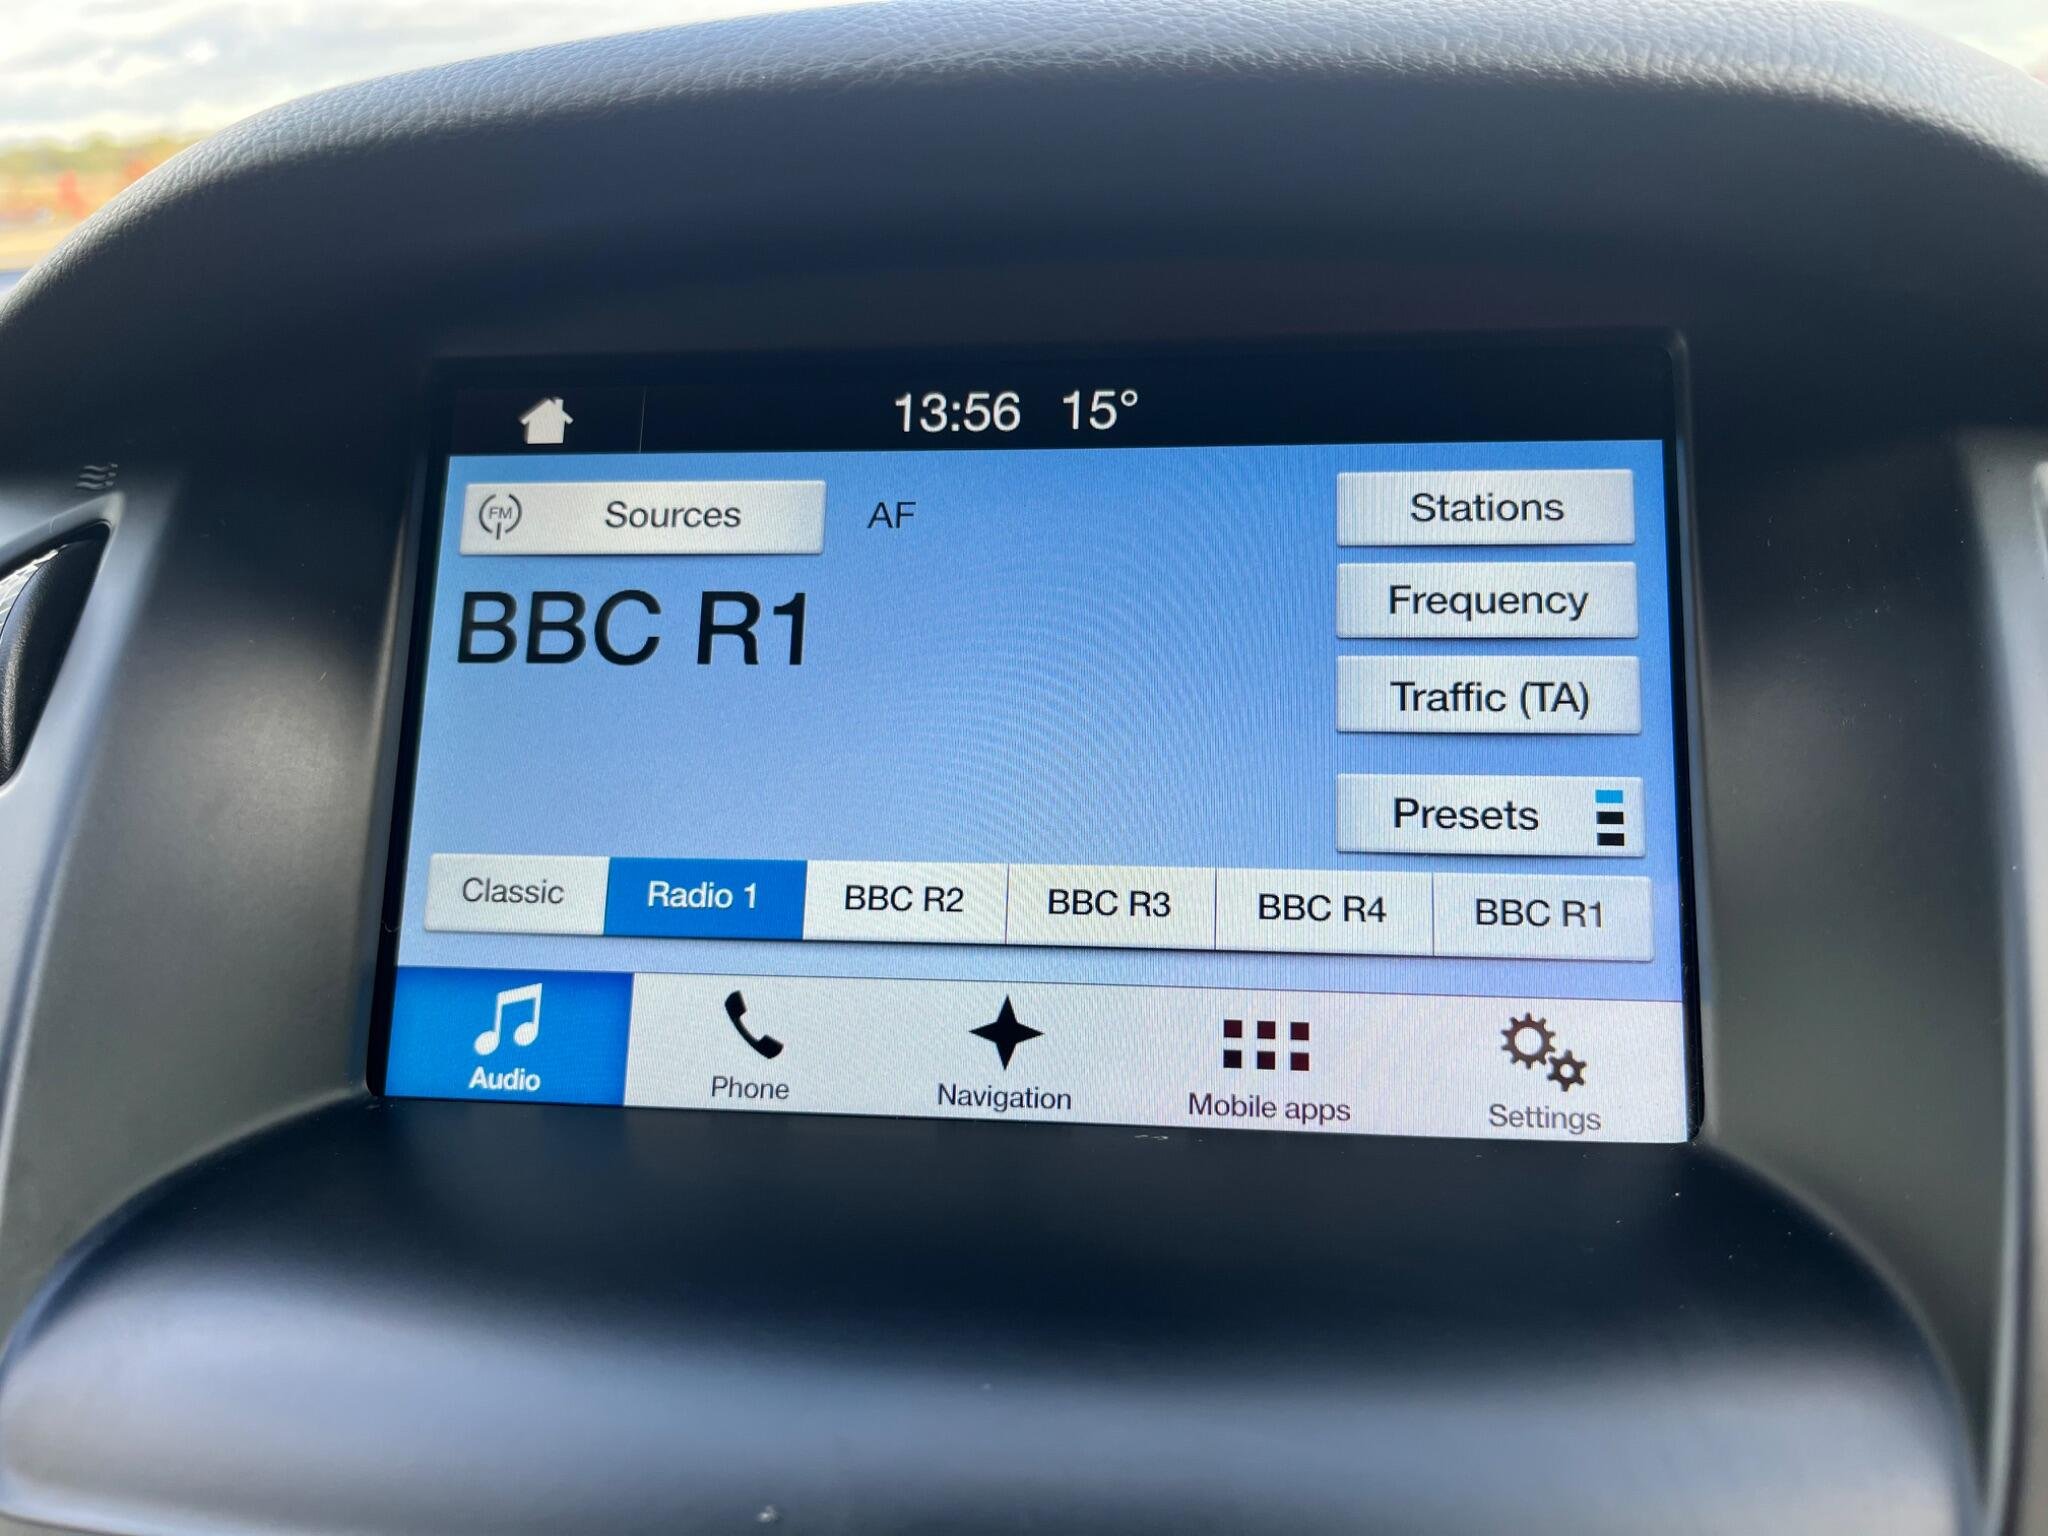 13:56 15°
FM Sources AF Stations
BBC R1
Frequency
Traffic (TA)
Presets
Classic Radio 1 BBC R2 BBC R3 BBC R4 BBC R1
Audio Phone Navigation Mobile apps Settings